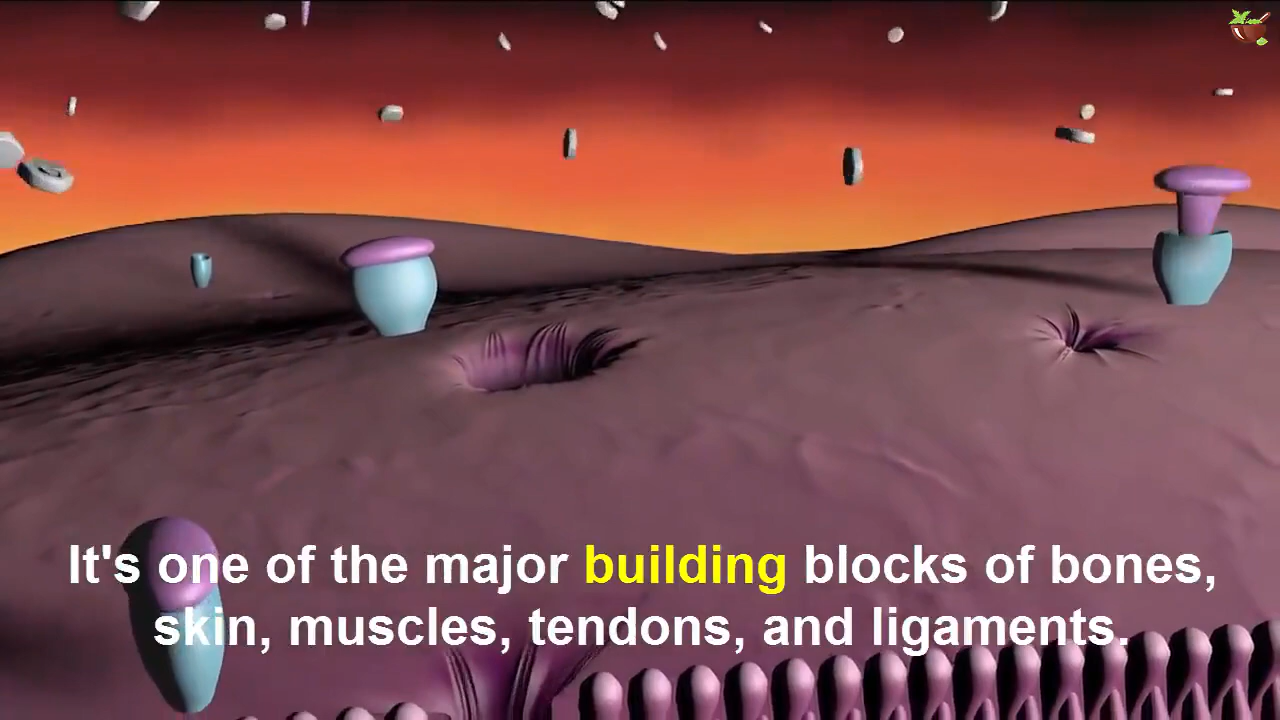 It's one of the major building blocks of bones,
skin, muscles, tendons, and ligaments.